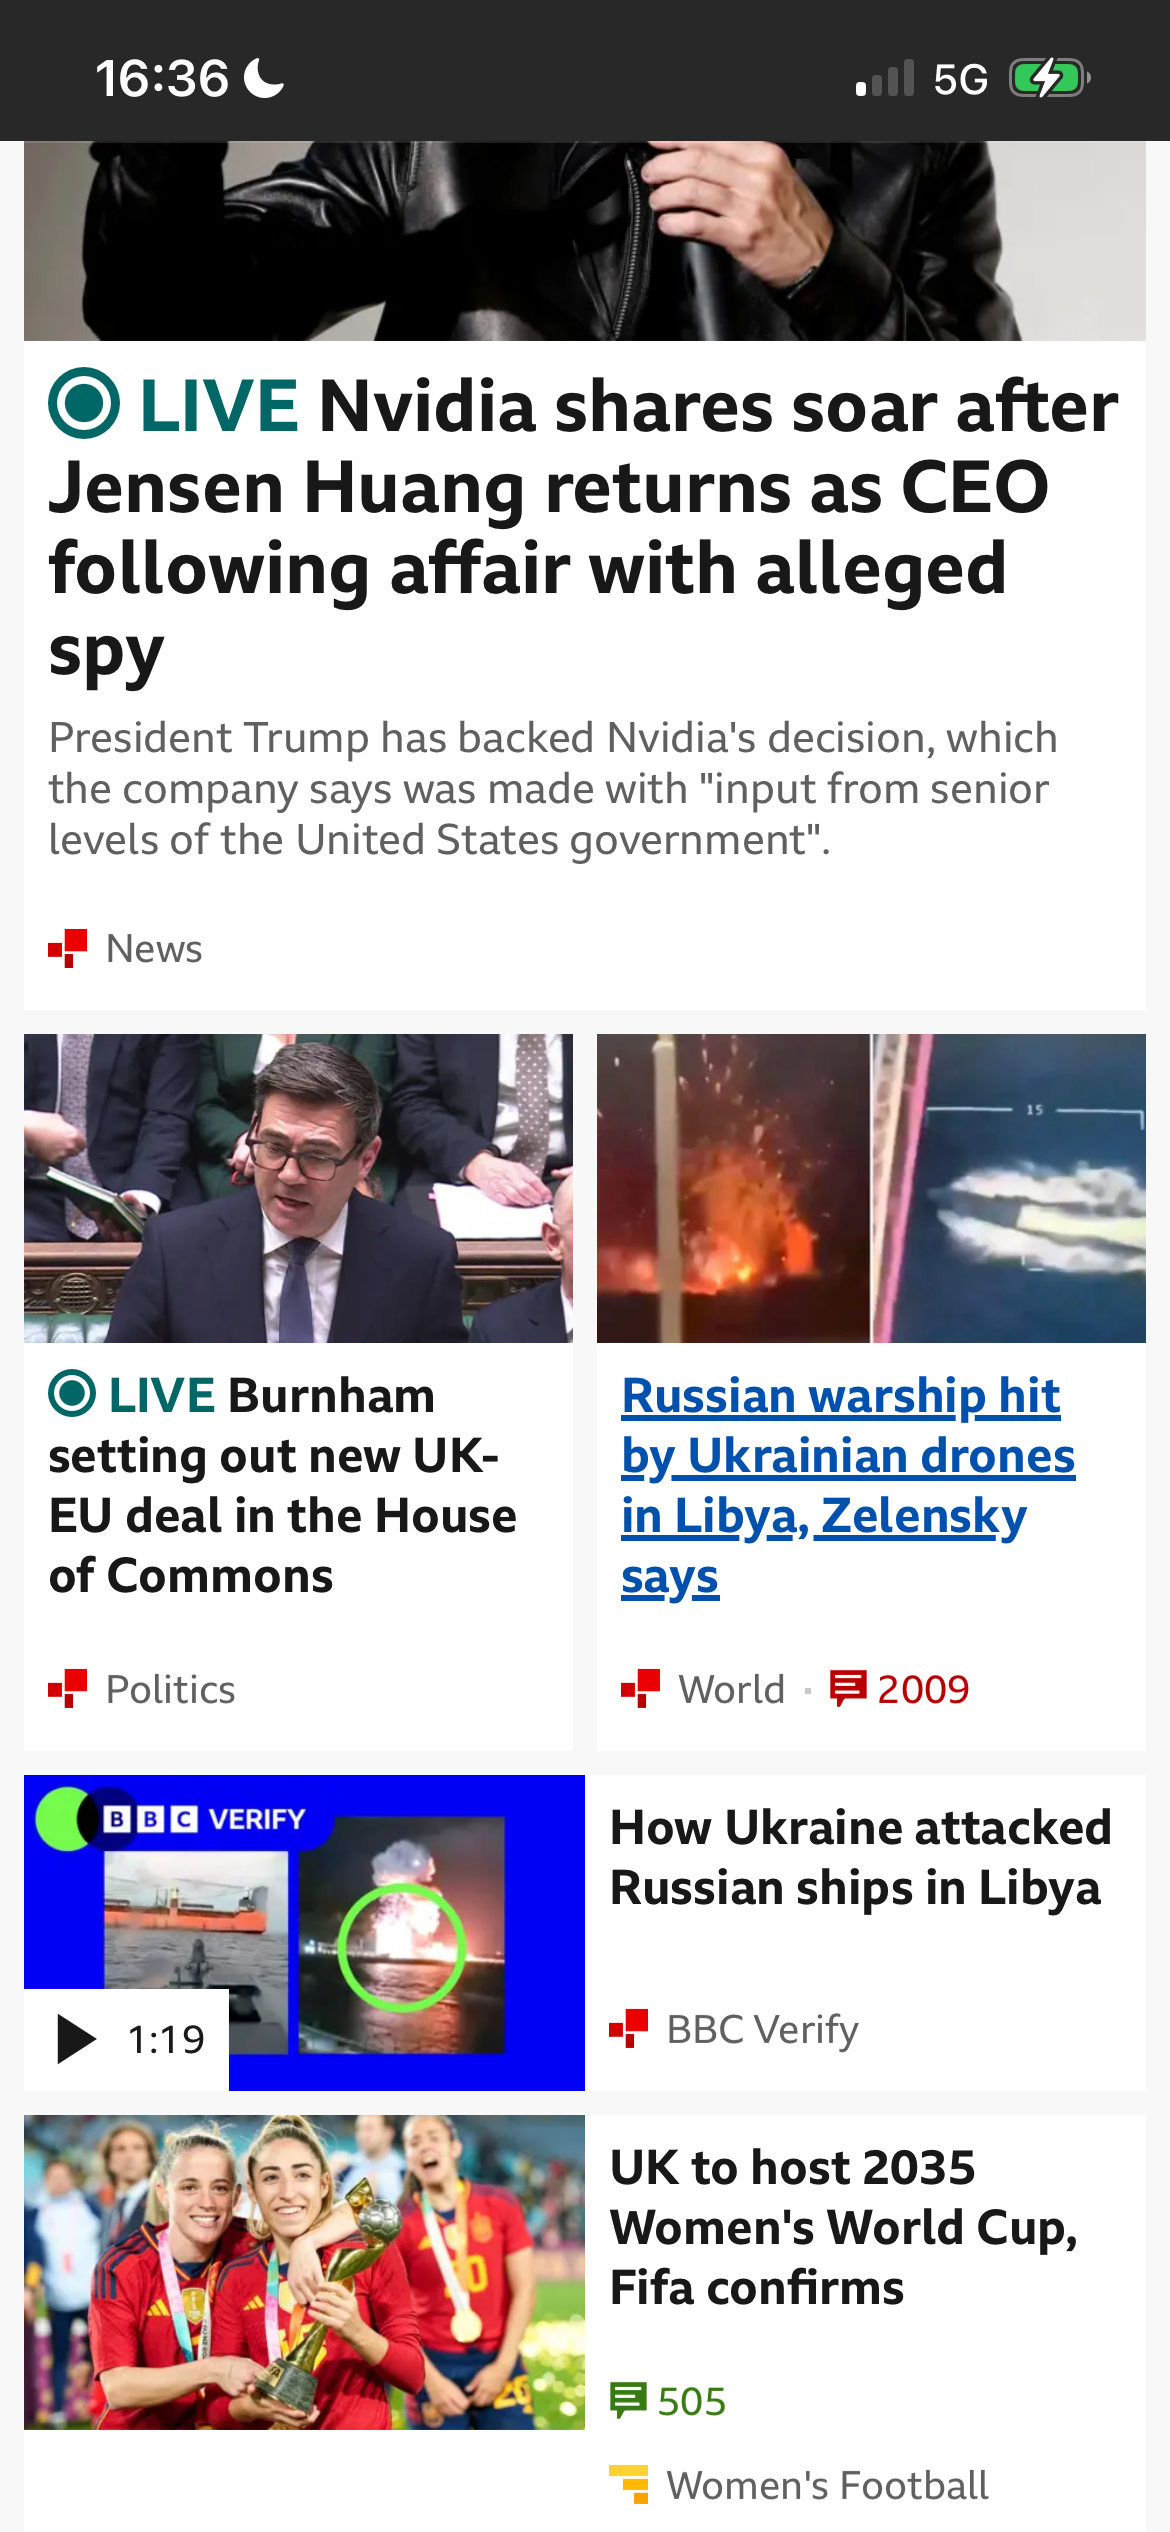 16:36
5G
LIVE Nvidia shares soar after
Jensen Huang returns as CEO
following affair with alleged
spy
President Trump has backed Nvidia's decision, which
the company says was made with "input from senior
levels of the United States government".
News
15
LIVE Burnham
setting out new UK-
EU deal in the House
of Commons
Politics
Russian warship hit
by Ukrainian drones
in Libya, Zelensky
says
World
2009
BBC VERIFY
1:19
How Ukraine attacked
Russian ships in Libya
BBC Verify
UK to host 2035
Women's World Cup,
Fifa confirms
505
Women's Football